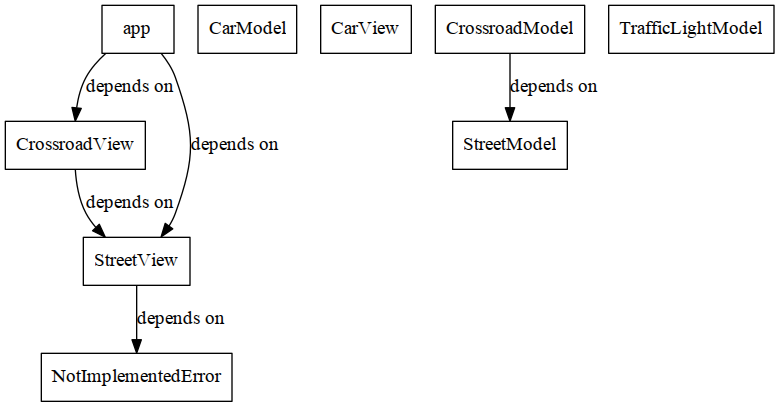 app
CarModel
CarView
CrossroadModel
TrafficLightModel
depends on
depends on
CrossroadView
depends on
StreetModel
depends on
StreetView
depends on
NotImplementedError